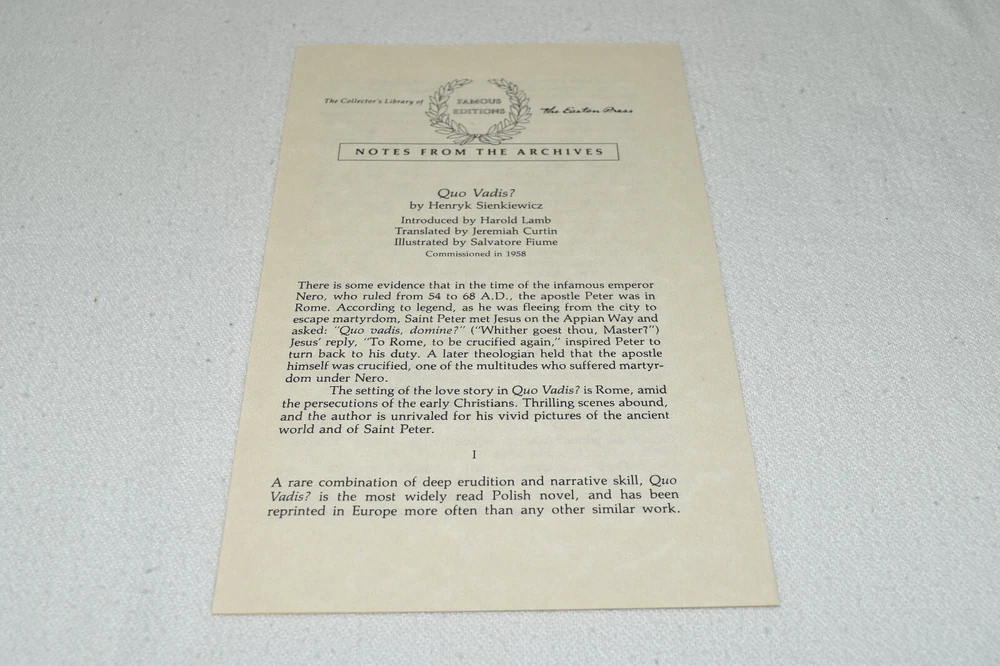 The Collector's Library of
FAMOUS
EDITIONS
the Easton Press
NOTES FROM THE ARCHIVES
Quo Vadis?
by Henryk Sienkiewicz
Introduced by Harold Lamb
Translated by Jeremiah Curtin
Illustrated by Salvatore Fiume
Commissioned in 1958
There is some evidence that in the time of the infamous emperor
Nero, who ruled from 54 to 68 A.D., the apostle Peter was in
Rome. According to legend, as he was fleeing from the city to
escape martyrdom, Saint Peter met Jesus on the Appian Way and
asked: "Quo vadis, domine?" ("Whither goest thou, Master?")
Jesus' reply, "To Rome, to be crucified again," inspired Peter to
turn back to his duty. A later theologian held that the apostle
himself was crucified, one of the multitudes who suffered martyr-
dom under Nero.
The setting of the love story in Quo Vadis? is Rome, amid
the persecutions of the early Christians. Thrilling scenes abound,
and the author is unrivaled for his vivid pictures of the ancient
world and of Saint Peter.
I
A rare combination of deep erudition and narrative skill, Quo
Vadis? is the most widely read Polish novel, and has been
reprinted in Europe more often than any other similar work.